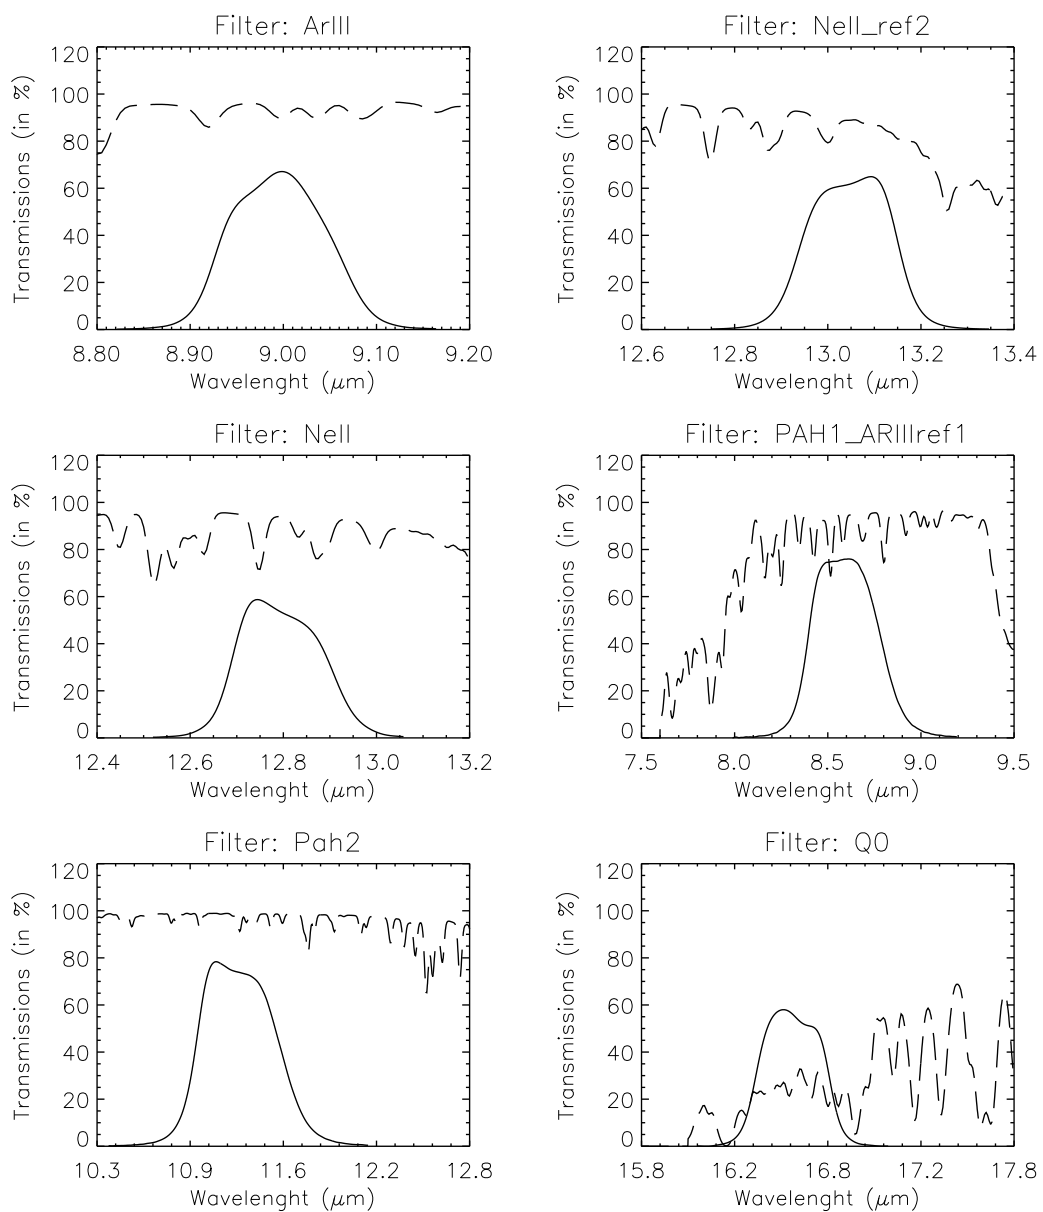 Filter: ArIII
Transmissions (in %)
120
100
80
60
40
20
0
8.80 8.90 9.00 9.10 9.20
Wavelenght (μm)
Filter: NeII_ref2
Transmissions (in %)
120
100
80
60
40
20
0
12.6 12.8 13.0 13.2 13.4
Wavelenght (μm)
Filter: NeII
Transmissions (in %)
120
100
80
60
40
20
0
12.4 12.6 12.8 13.0 13.2
Wavelenght (μm)
Filter: PAH1_ARIIIref1
Transmissions (in %)
120
100
80
60
40
20
0
7.5 8.0 8.5 9.0 9.5
Wavelenght (μm)
Filter: Pah2
Transmissions (in %)
120
100
80
60
40
20
0
10.3 10.9 11.6 12.2 12.8
Wavelenght (μm)
Filter: Q0
Transmissions (in %)
120
100
80
60
40
20
0
15.8 16.2 16.8 17.2 17.8
Wavelenght (μm)